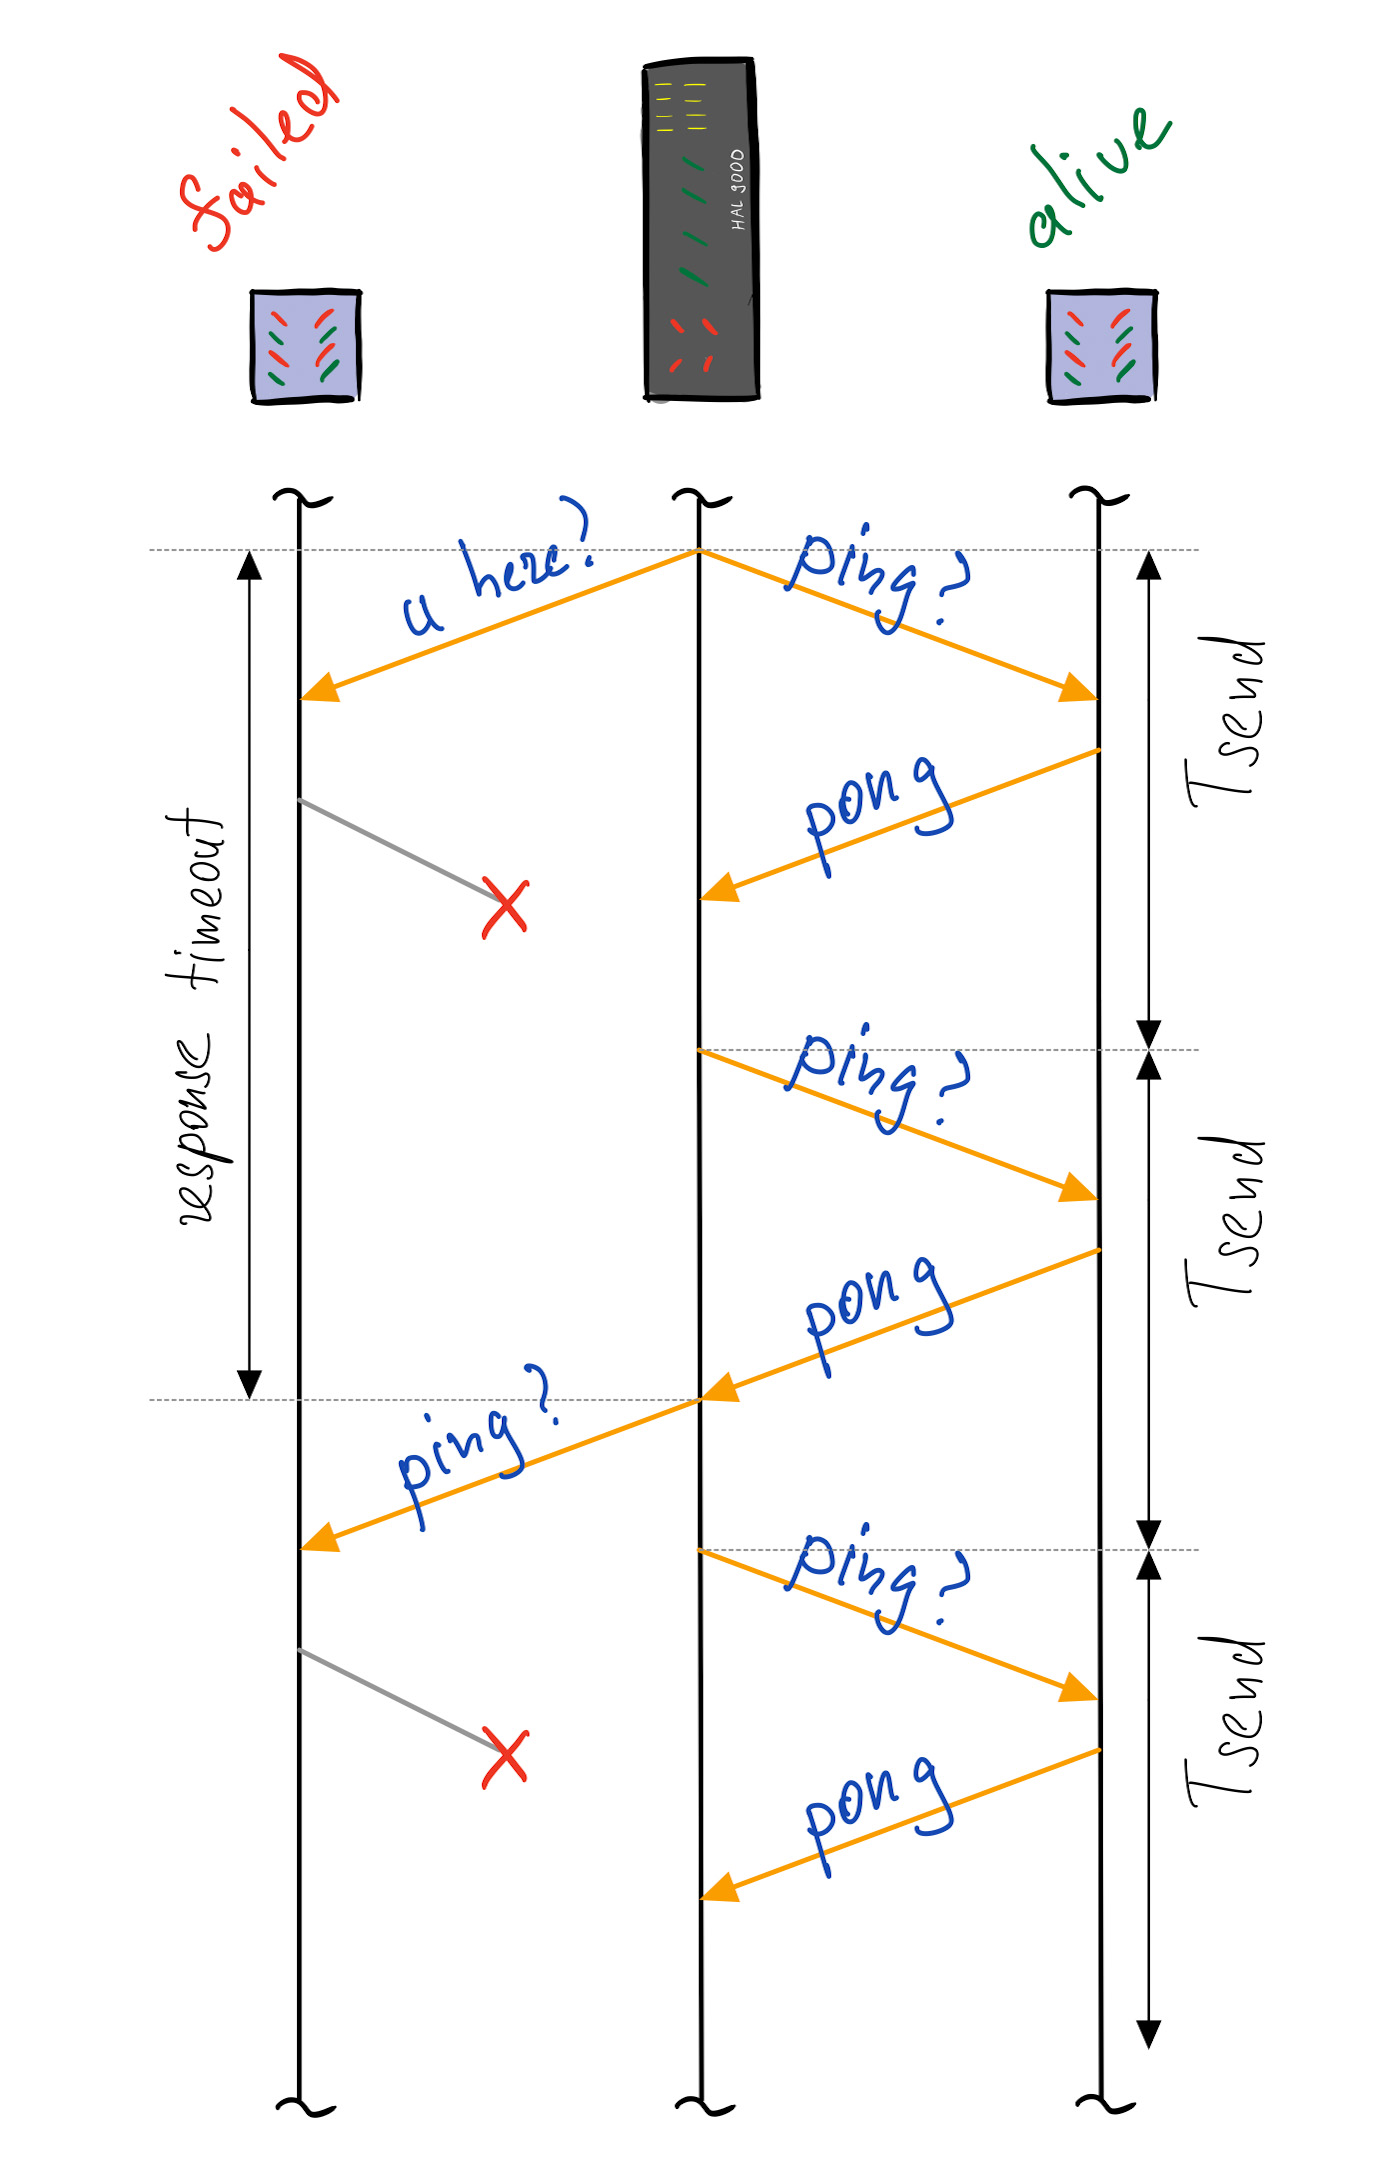 failed
HAL 9000
alive
u here?
ping?
Tsend
pong
response timeout
ping?
Tsend
pong
ping?
ping?
Tsend
pong